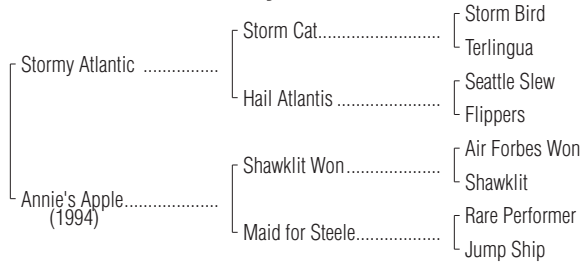 Storm Bird
Storm Cat....................
Terlingua
Stormy Atlantic ................
Seattle Slew
Hail Atlantis .................
Flippers
Air Forbes Won
Shawklit Won.................
Shawklit
Annie's Apple....................
(1994)
Rare Performer
Maid for Steele..................
Jump Ship